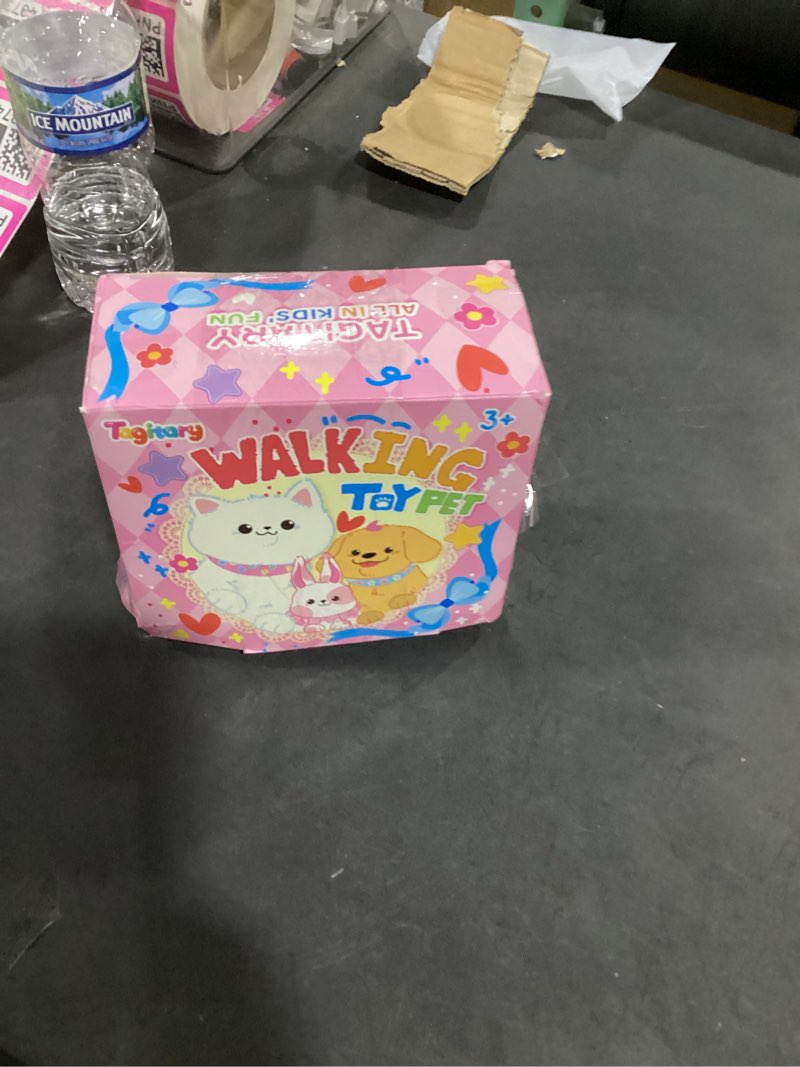 ICE MOUNTAIN
TAGITARY
ALL IN KIDS' FUN
Tagitary
3+
WALKING
TOY PET